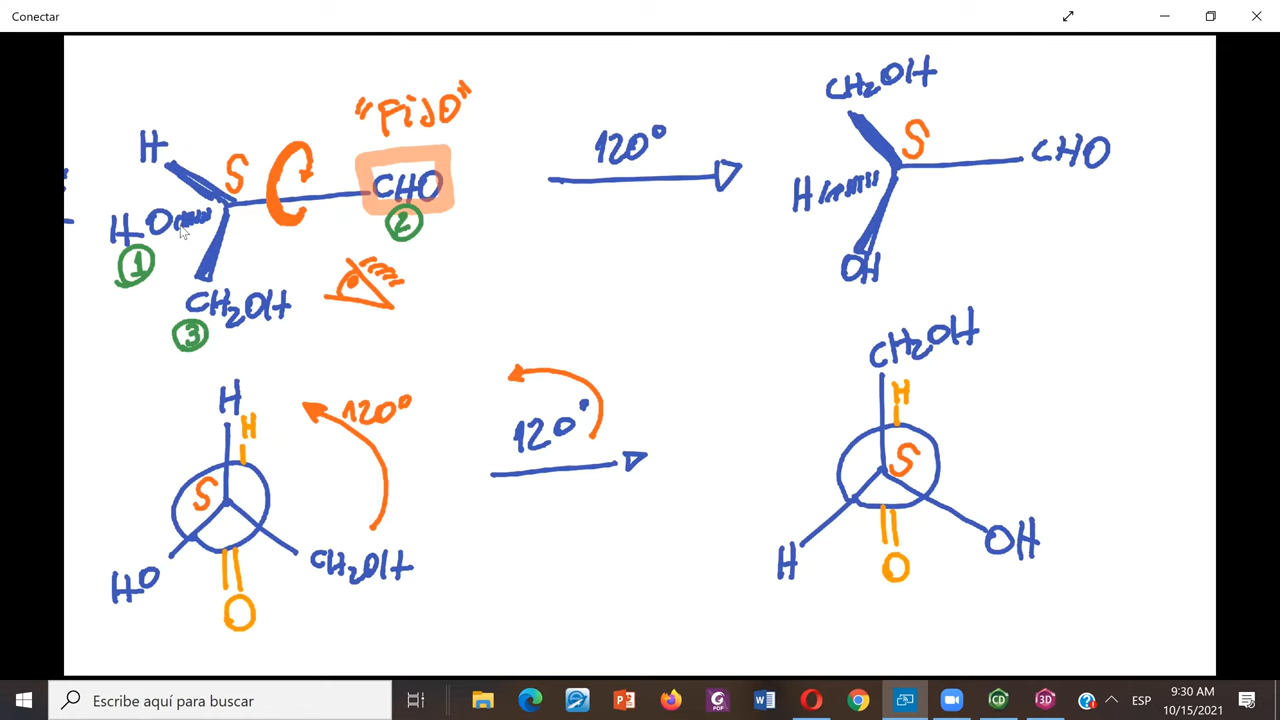 Conectar
"FiJO"
H
S
CHO
HO
1
2
CH2OH
3
120°
CH2OH
S
CHO
H
OH
H
H
S
HO
CH2OH
O
120°
120°
CH2OH
H
S
H
OH
O
Escribe aquí para buscar
ESP
9:30 AM
10/15/2021